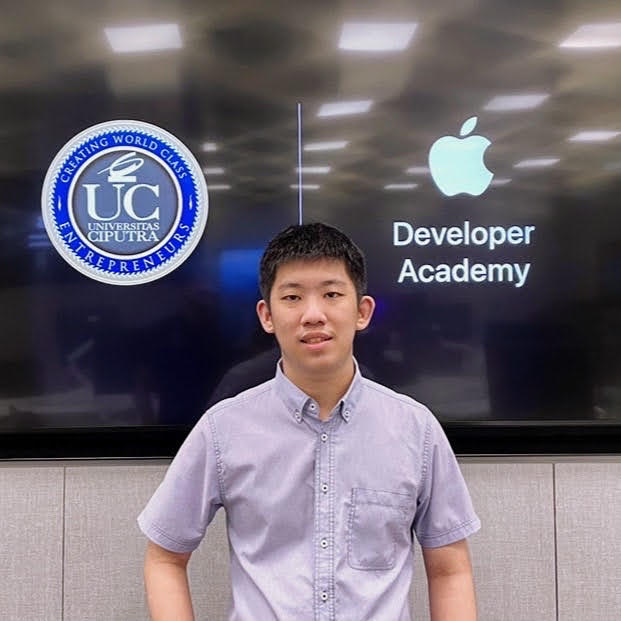 CREATING WORLD CLASS
UC
UNIVERSITAS
CIPUTRA
ENTREPRENEURS
Developer
Academy